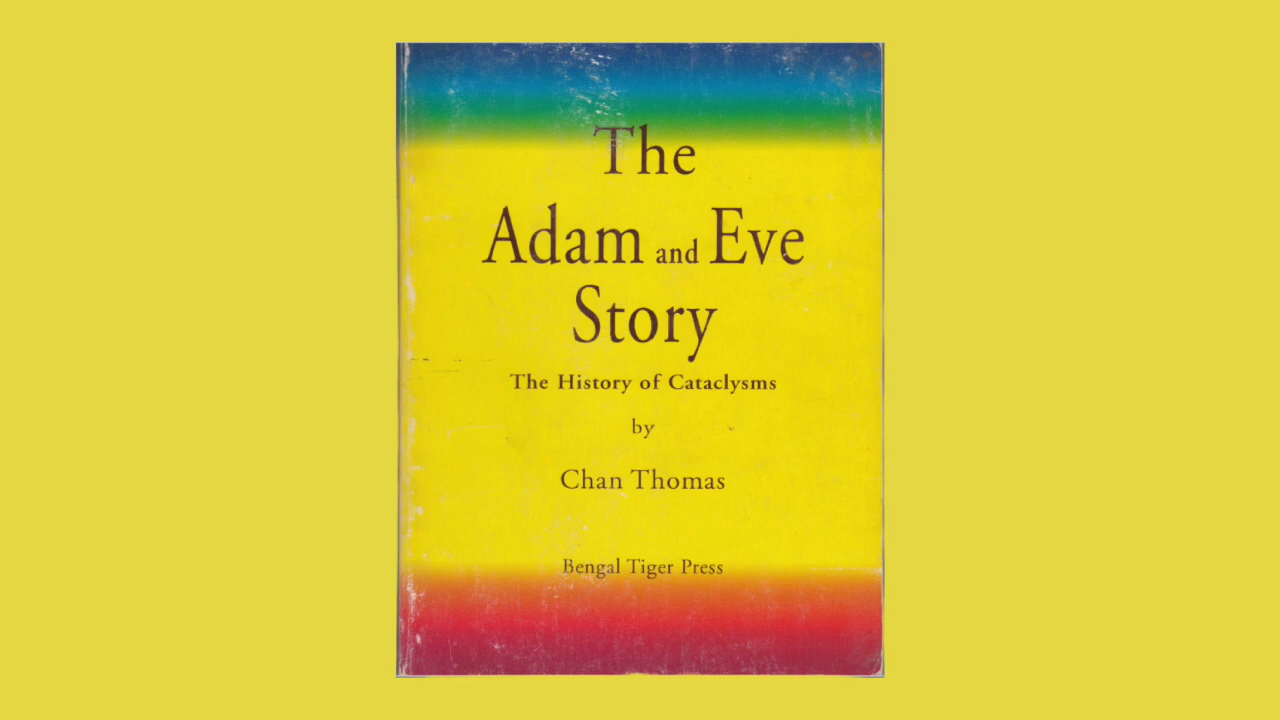 The
Adam and Eve
Story
The History of Cataclysms
by
Chan Thomas
Bengal Tiger Press